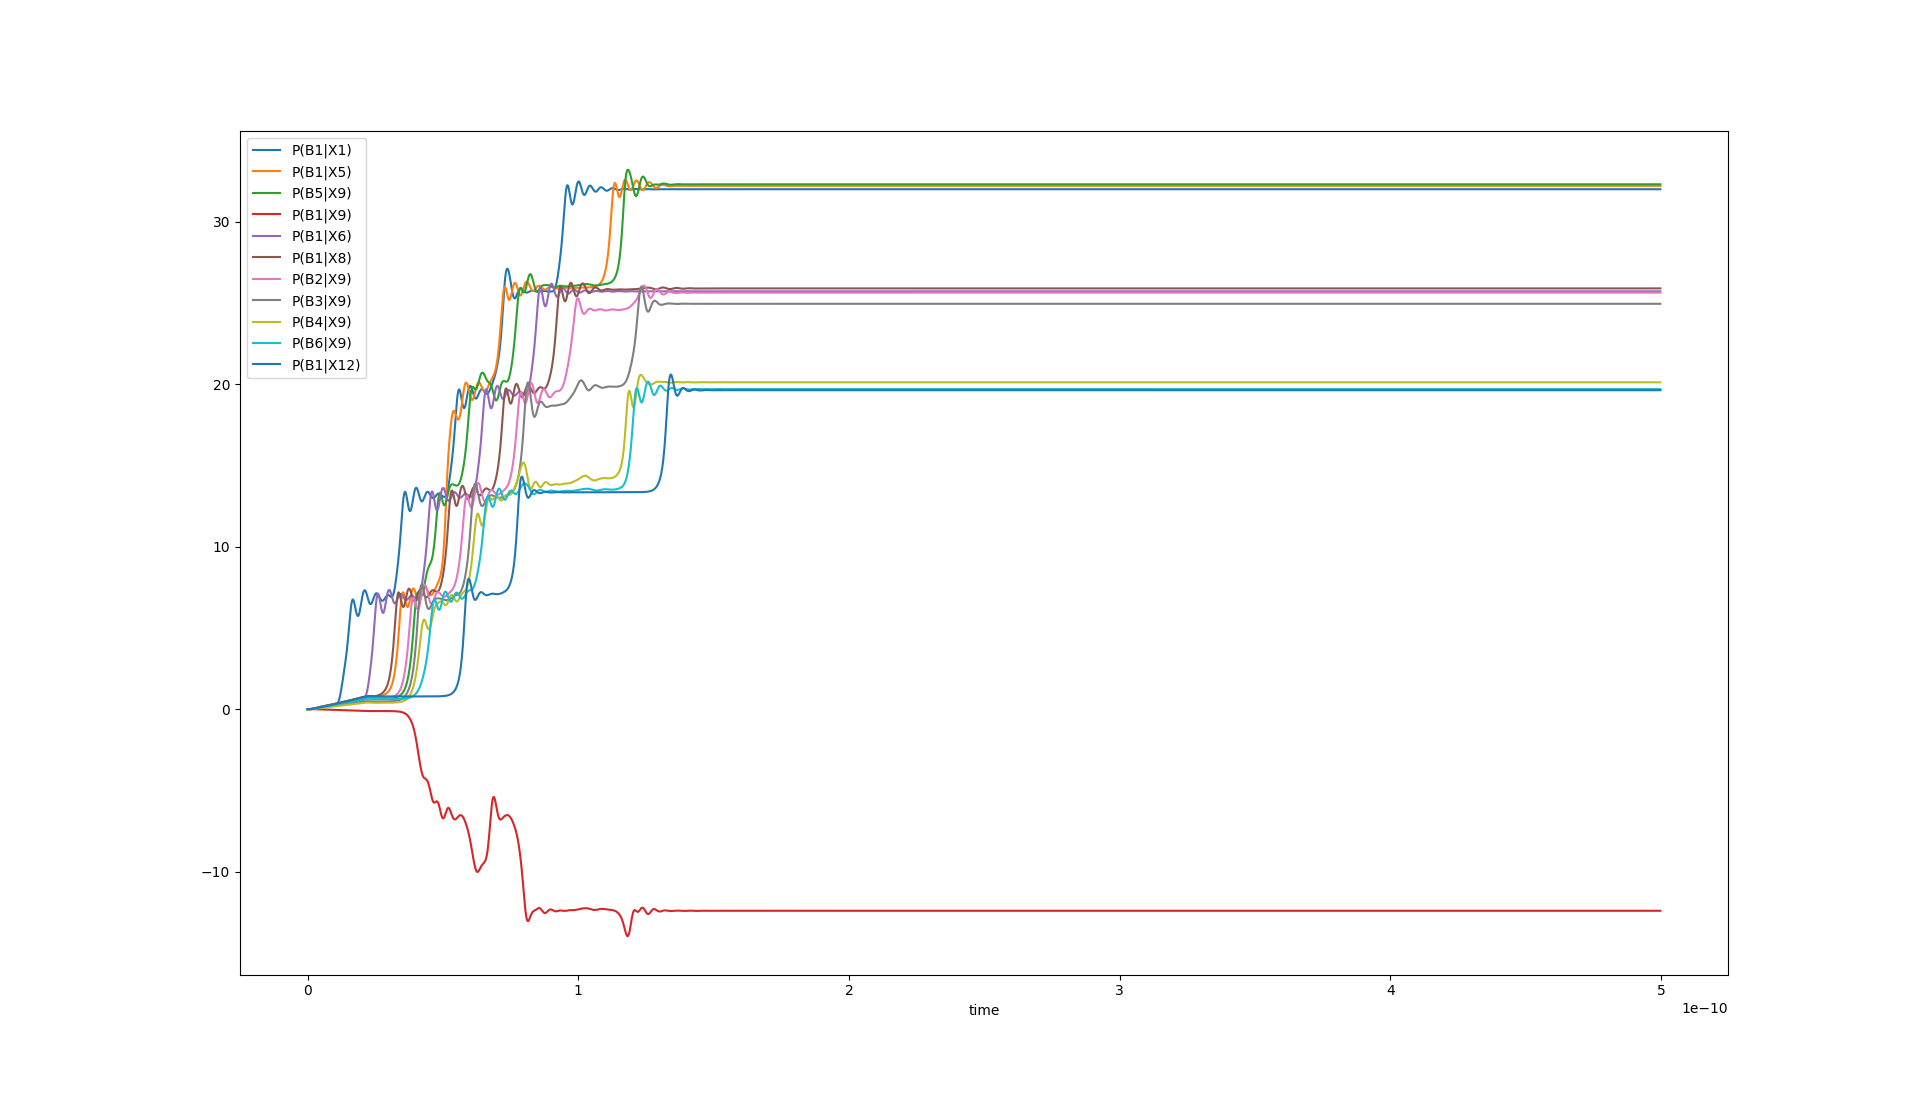 P(B1|X1)
P(B1|X5)
P(B5|X9)
P(B1|X9)
P(B1|X6)
P(B1|X8)
P(B2|X9)
P(B3|X9)
P(B4|X9)
P(B6|X9)
P(B1|X12)
30
20
10
0
−10
0 1 2 3 4 5
1e−10
time